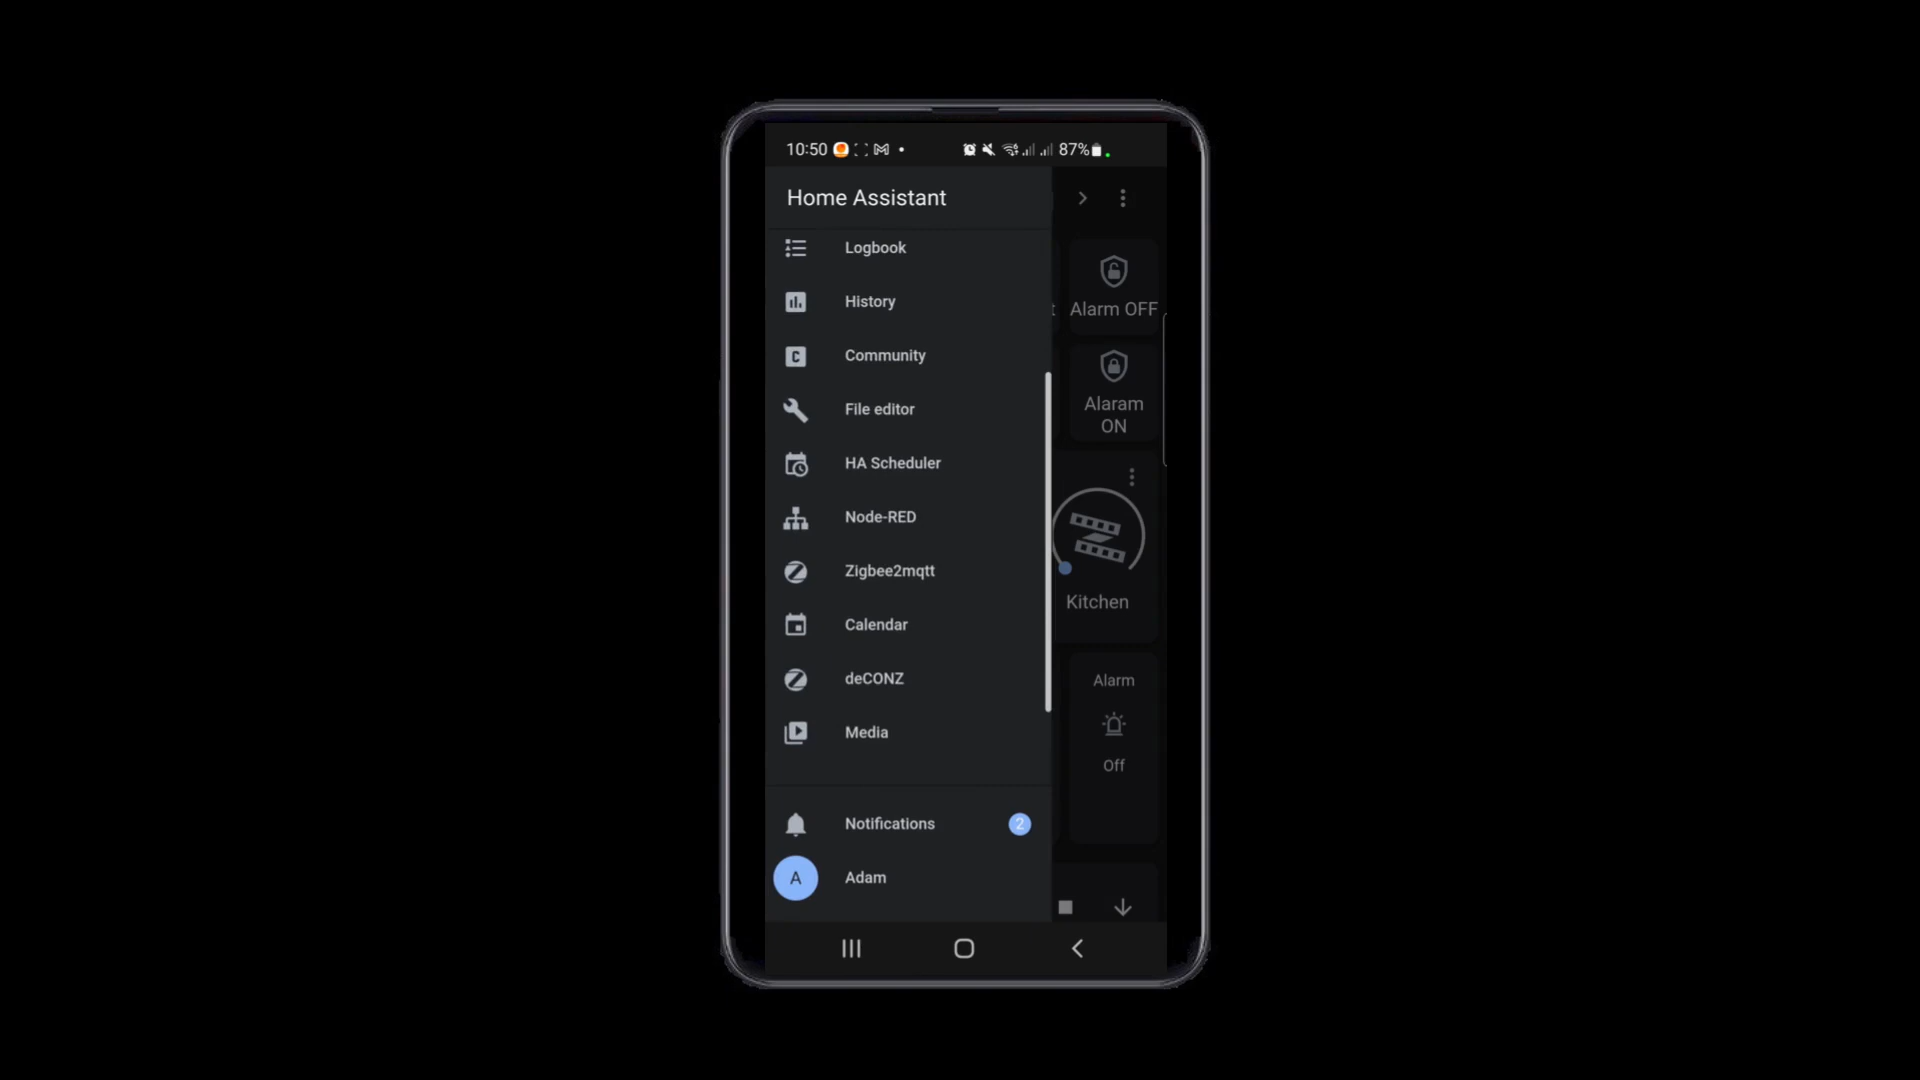 10:50 87%
Home Assistant
Logbook
History
Community
File editor
HA Scheduler
Node-RED
Zigbee2mqtt
Calendar
deCONZ
Media
Notifications 2
A Adam
t Alarm OFF
Alaram
ON
Kitchen
Alarm
Off